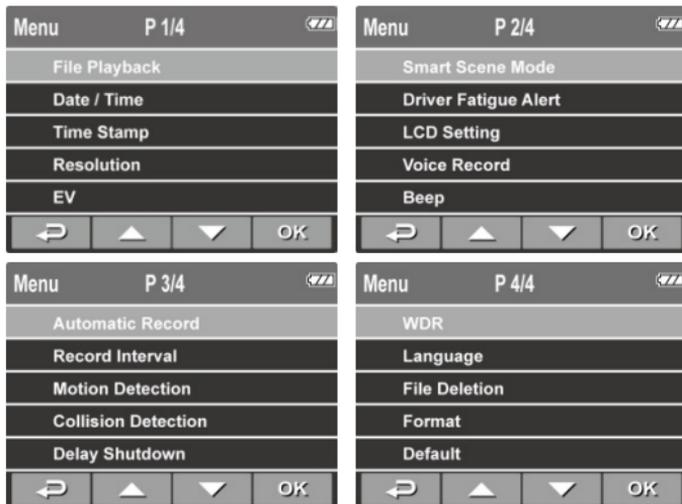 Menu P 1/4
File Playback
Date / Time
Time Stamp
Resolution
EV
OK
Menu P 2/4
Smart Scene Mode
Driver Fatigue Alert
LCD Setting
Voice Record
Beep
OK
Menu P 3/4
Automatic Record
Record Interval
Motion Detection
Collision Detection
Delay Shutdown
OK
Menu P 4/4
WDR
Language
File Deletion
Format
Default
OK